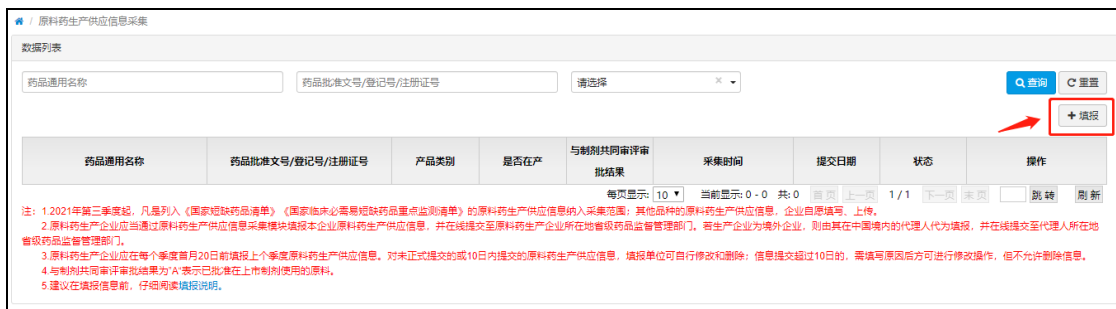 / 原料药生产供应信息采集
数据列表
药品通用名称 药品批准文号/登记号/注册证号 请选择 × 查询 重置
+ 填报
药品通用名称 药品批准文号/登记号/注册证号 产品类别 是否在产 与制剂共同审评审批结果 采集时间 提交日期 状态 操作
每页显示: 10 当前显示: 0 - 0 共: 0 首页 上一页 1 / 1 下一页 末页 跳转 刷新
注：1.2021年第三季度起，凡是列入《国家短缺药品清单》《国家临床必需易短缺药品重点监测清单》的原料药生产供应信息纳入采集范围；其他品种的原料药生产供应信息，企业自愿填写、上传。
2.原料药生产企业应当通过原料药生产供应信息采集模块填报本企业原料药生产供应信息，并在线提交至原料药生产企业所在地省级药品监督管理部门。若生产企业为境外企业，则由其在中国境内的代理人代为填报，并在线提交至代理人所在地
省级药品监督管理部门。
3.原料药生产企业应在每个季度首月20日前填报上个季度原料药生产供应信息。对未正式提交的或10日内提交的原料药生产供应信息，填报单位可自行修改和删除；信息提交超过10日的，需填写原因后方可进行修改操作，但不允许删除信息。
4.与制剂共同审评审批结果为"A"表示已批准在上市制剂使用的原料。
5.建议在填报信息前，仔细阅读填报说明。